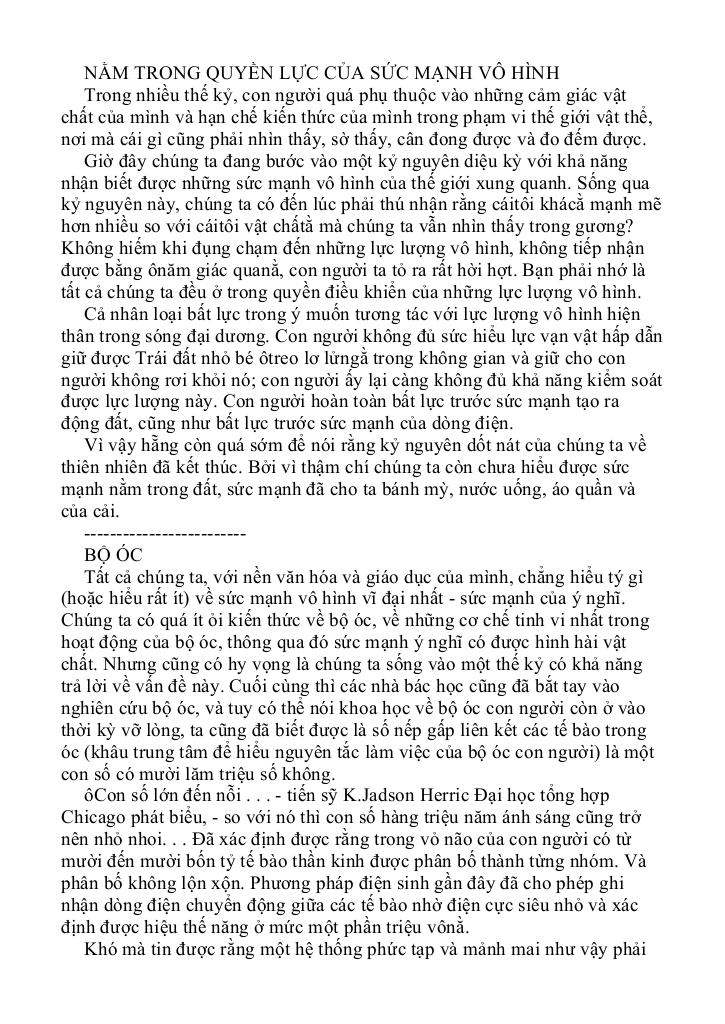 NẰM TRONG QUYỀN LỰC CỦA SỨC MẠNH VÔ HÌNH
Trong nhiều thế kỷ, con người quá phụ thuộc vào những cảm giác vật
chất của mình và hạn chế kiến thức của mình trong phạm vi thế giới vật thể,
nơi mà cái gì cũng phải nhìn thấy, sờ thấy, cân đong được và đo đếm được.
Giờ đây chúng ta đang bước vào một kỷ nguyên diệu kỳ với khả năng
nhận biết được những sức mạnh vô hình của thế giới xung quanh. Sống qua
kỷ nguyên này, chúng ta có đến lúc phải thú nhận rằng cáitôi khácằ mạnh mẽ
hơn nhiều so với cáitôi vật chấtằ mà chúng ta vẫn nhìn thấy trong gương?
Không hiếm khi đụng chạm đến những lực lượng vô hình, không tiếp nhận
được bằng ônăm giác quanằ, con người ta tỏ ra rất hời hợt. Bạn phải nhớ là
tất cả chúng ta đều ở trong quyền điều khiển của những lực lượng vô hình.
Cả nhân loại bất lực trong ý muốn tương tác với lực lượng vô hình hiện
thân trong sóng đại dương. Con người không đủ sức hiểu lực vạn vật hấp dẫn
giữ được Trái đất nhỏ bé ôtreo lơ lửngằ trong không gian và giữ cho con
người không rơi khỏi nó; con người ấy lại càng không đủ khả năng kiểm soát
được lực lượng này. Con người hoàn toàn bất lực trước sức mạnh tạo ra
động đất, cũng như bất lực trước sức mạnh của dòng điện.
Vì vậy hẵng còn quá sớm để nói rằng kỷ nguyên dốt nát của chúng ta về
thiên nhiên đã kết thúc. Bởi vì thậm chí chúng ta còn chưa hiểu được sức
mạnh nằm trong đất, sức mạnh đã cho ta bánh mỳ, nước uống, áo quần và
của cải.
-------------------------
BỘ ÓC
Tất cả chúng ta, với nền văn hóa và giáo dục của mình, chẳng hiểu tý gì
(hoặc hiểu rất ít) về sức mạnh vô hình vĩ đại nhất - sức mạnh của ý nghĩ.
Chúng ta có quá ít ỏi kiến thức về bộ óc, về những cơ chế tinh vi nhất trong
hoạt động của bộ óc, thông qua đó sức mạnh ý nghĩ có được hình hài vật
chất. Nhưng cũng có hy vọng là chúng ta sống vào một thế kỷ có khả năng
trả lời về vấn đề này. Cuối cùng thì các nhà bác học cũng đã bắt tay vào
nghiên cứu bộ óc, và tuy có thể nói khoa học về bộ óc con người còn ở vào
thời kỳ vỡ lòng, ta cũng đã biết được là số nếp gấp liên kết các tế bào trong
óc (khâu trung tâm để hiểu nguyên tắc làm việc của bộ óc con người) là một
con số có mười lăm triệu số không.
ôCon số lớn đến nỗi . . . - tiến sỹ K.Jadson Herric Đại học tổng hợp
Chicago phát biểu, - so với nó thì con số hàng triệu năm ánh sáng cũng trở
nên nhỏ nhoi. . . Đã xác định được rằng trong vỏ não của con người có từ
mười đến mười bốn tỷ tế bào thần kinh được phân bố thành từng nhóm. Và
phân bố không lộn xộn. Phương pháp điện sinh gần đây đã cho phép ghi
nhận dòng điện chuyển động giữa các tế bào nhờ điện cực siêu nhỏ và xác
định được hiệu thế năng ở mức một phần triệu vônằ.
Khó mà tin được rằng một hệ thống phức tạp và mảnh mai như vậy phải